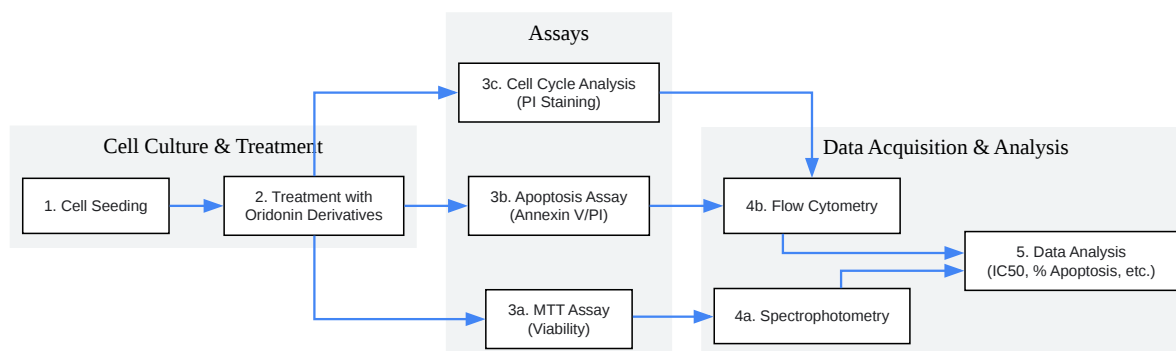 Assays
3c. Cell Cycle Analysis
(PI Staining)
Cell Culture & Treatment
1. Cell Seeding
2. Treatment with
Oridonin Derivatives
3b. Apoptosis Assay
(Annexin V/PI)
3a. MTT Assay
(Viability)
Data Acquisition & Analysis
4b. Flow Cytometry
4a. Spectrophotometry
5. Data Analysis
(IC50, % Apoptosis, etc.)